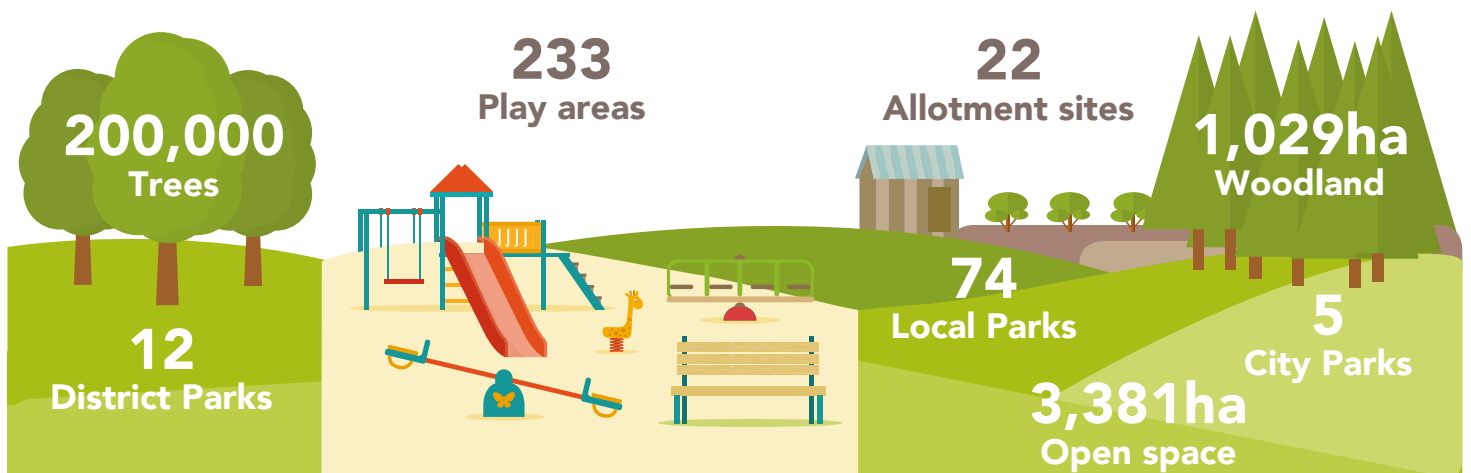 200,000
Trees
12
District Parks
233
Play areas
22
Allotment sites
74
Local Parks
1,029ha
Woodland
5
City Parks
3,381ha
Open space